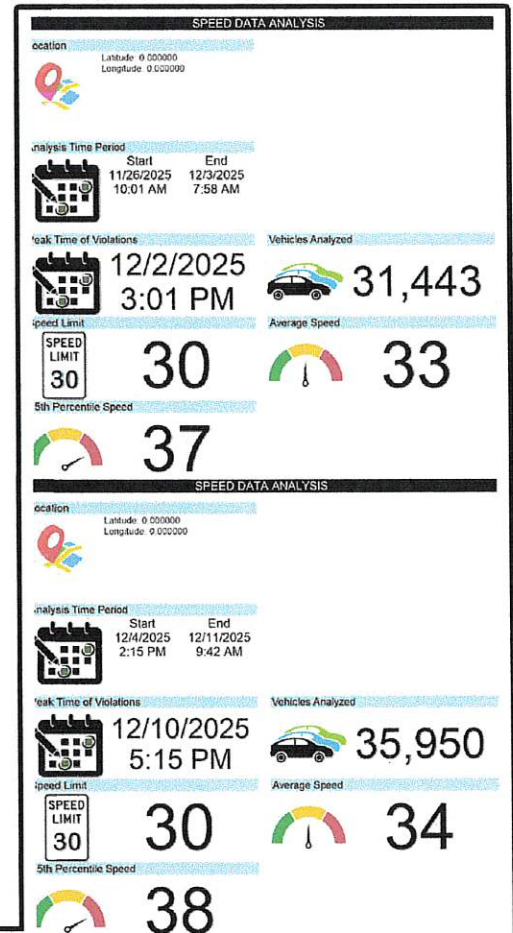 SPEED DATA ANALYSIS
ocation
Latitude 0.000000
Longitude 0.000000
nalysis Time Period
Start End
11/26/2025 12/3/2025
10:01 AM 7:58 AM
eak Time of Violations Vehicles Analyzed
12/2/2025
3:01 PM
31,443
Speed Limit Average Speed
SPEED
LIMIT
30
30
33
5th Percentile Speed
37
SPEED DATA ANALYSIS
ocation
Latitude 0.000000
Longitude 0.000000
nalysis Time Period
Start End
12/4/2025 12/11/2025
2:15 PM 9:42 AM
eak Time of Violations Vehicles Analyzed
12/10/2025
5:15 PM
35,950
Speed Limit Average Speed
SPEED
LIMIT
30
30
34
5th Percentile Speed
38